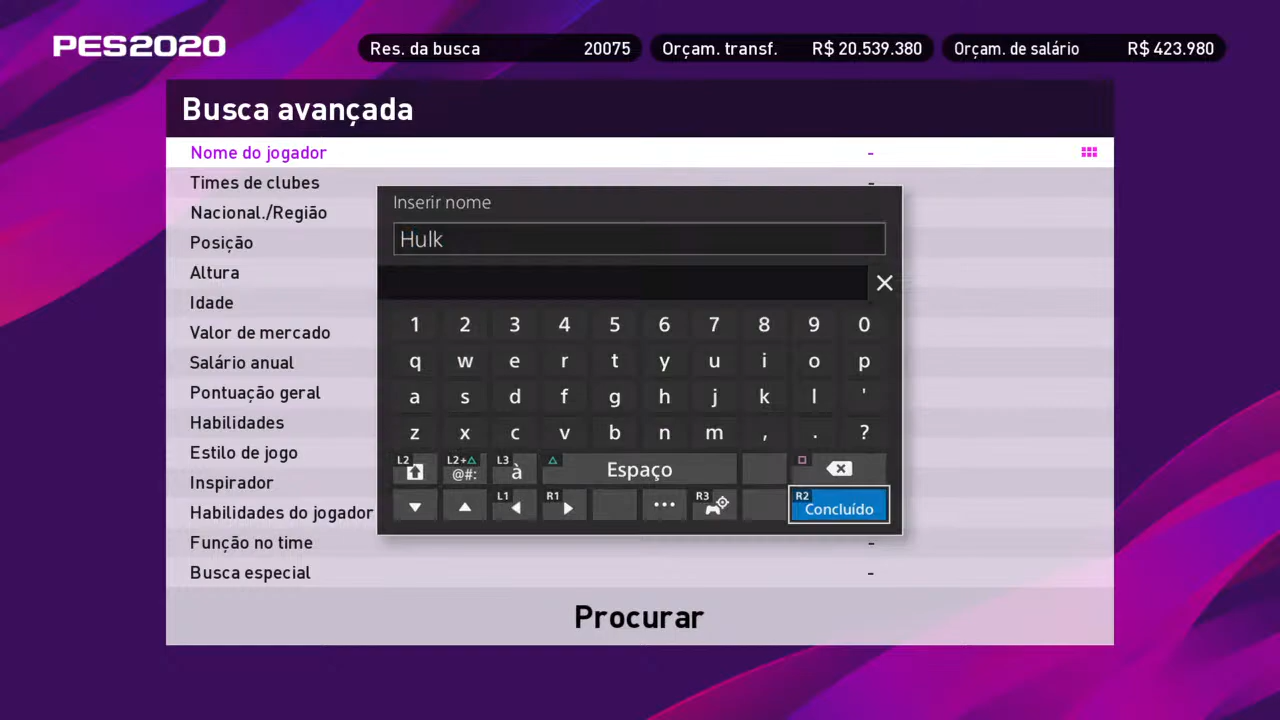 PES2020
Res. da busca 20075
Orçam. transf. R$ 20.539.380
Orçam. de salário R$ 423.980
Busca avançada
Nome do jogador -
Times de clubes -
Nacional./Região
Posição
Altura
Idade
Valor de mercado
Salário anual
Pontuação geral
Habilidades
Estilo de jogo
Inspirador
Habilidades do jogador
Função no time -
Busca especial -
Inserir nome
Hulk
1 2 3 4 5 6 7 8 9 0
q w e r t y u i o p
a s d f g h j k l '
z x c v b n m , . ?
L2 L2+△ @#: L3 à △ Espaço
L1 R1 ... R3 R2 Concluído
Procurar